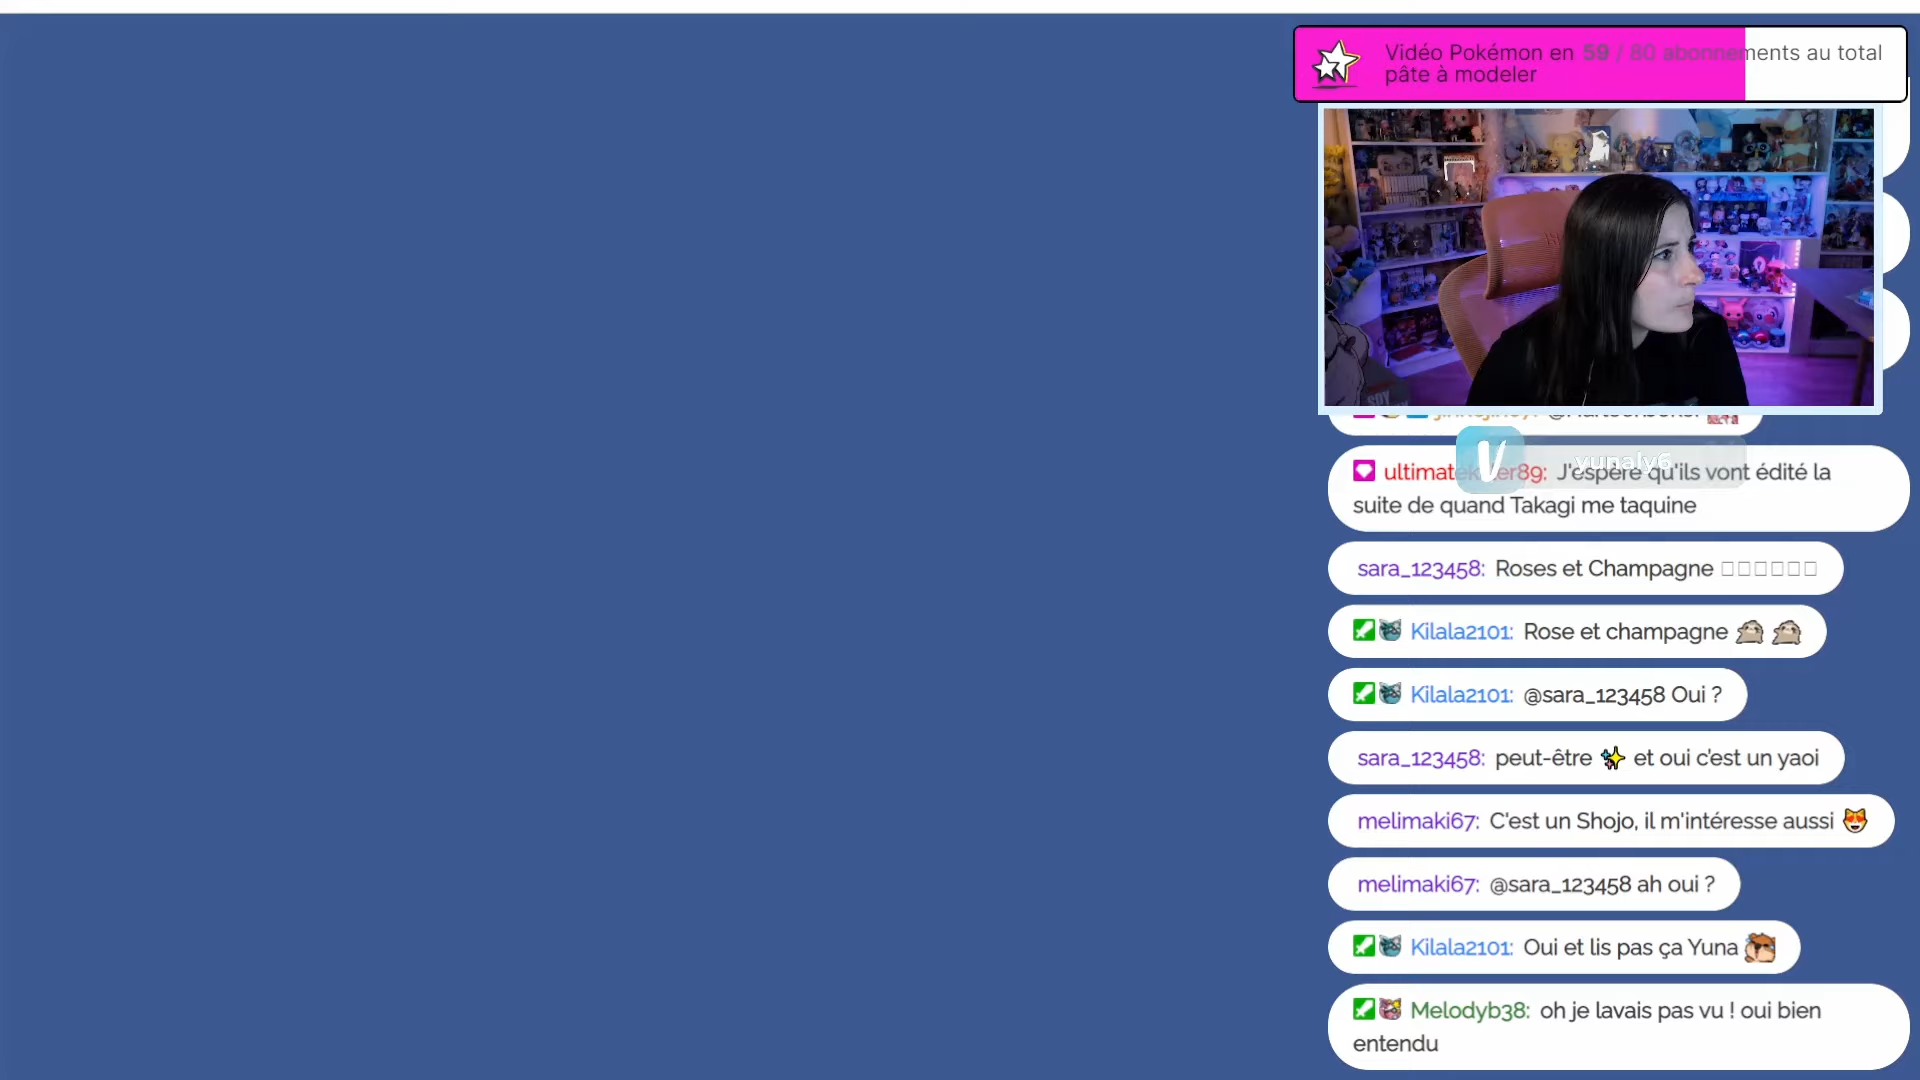 Vidéo Pokémon en 59 / 80 abonnements au total
pâte à modeler
yunaly6
J'espère qu'ils vont édité la
suite de quand Takagi me taquine
sara_123458: Roses et Champagne
Kilala2101: Rose et champagne
Kilala2101: @sara_123458 Oui ?
sara_123458: peut-être et oui c'est un yaoi
melimaki67: C'est un Shojo, il m'intéresse aussi
melimaki67: @sara_123458 ah oui ?
Kilala2101: Oui et lis pas ça Yuna
Melodyb38: oh je lavais pas vu ! oui bien
entendu